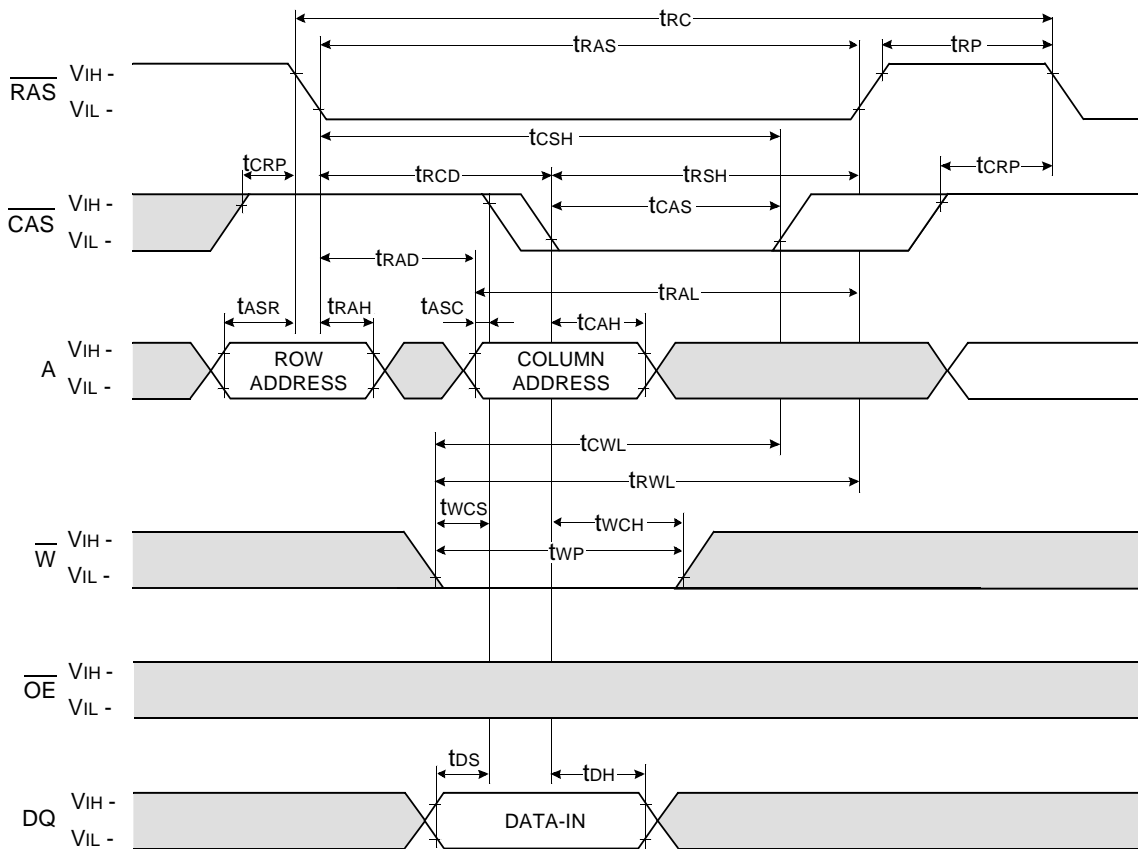 tRC
tRAS
tRP
RAS
VIH -
VIL -
tCSH
tCRP
tRCD
tRSH
tCRP
CAS
VIH -
VIL -
tCAS
tRAD
tRAL
tASR
tRAH
tASC
tCAH
A
VIH -
VIL -
ROW
ADDRESS
COLUMN
ADDRESS
tCWL
tRWL
tWCS
tWCH
tWP
W
VIH -
VIL -
OE
VIH -
VIL -
tDS
tDH
DQ
VIH -
VIL -
DATA-IN